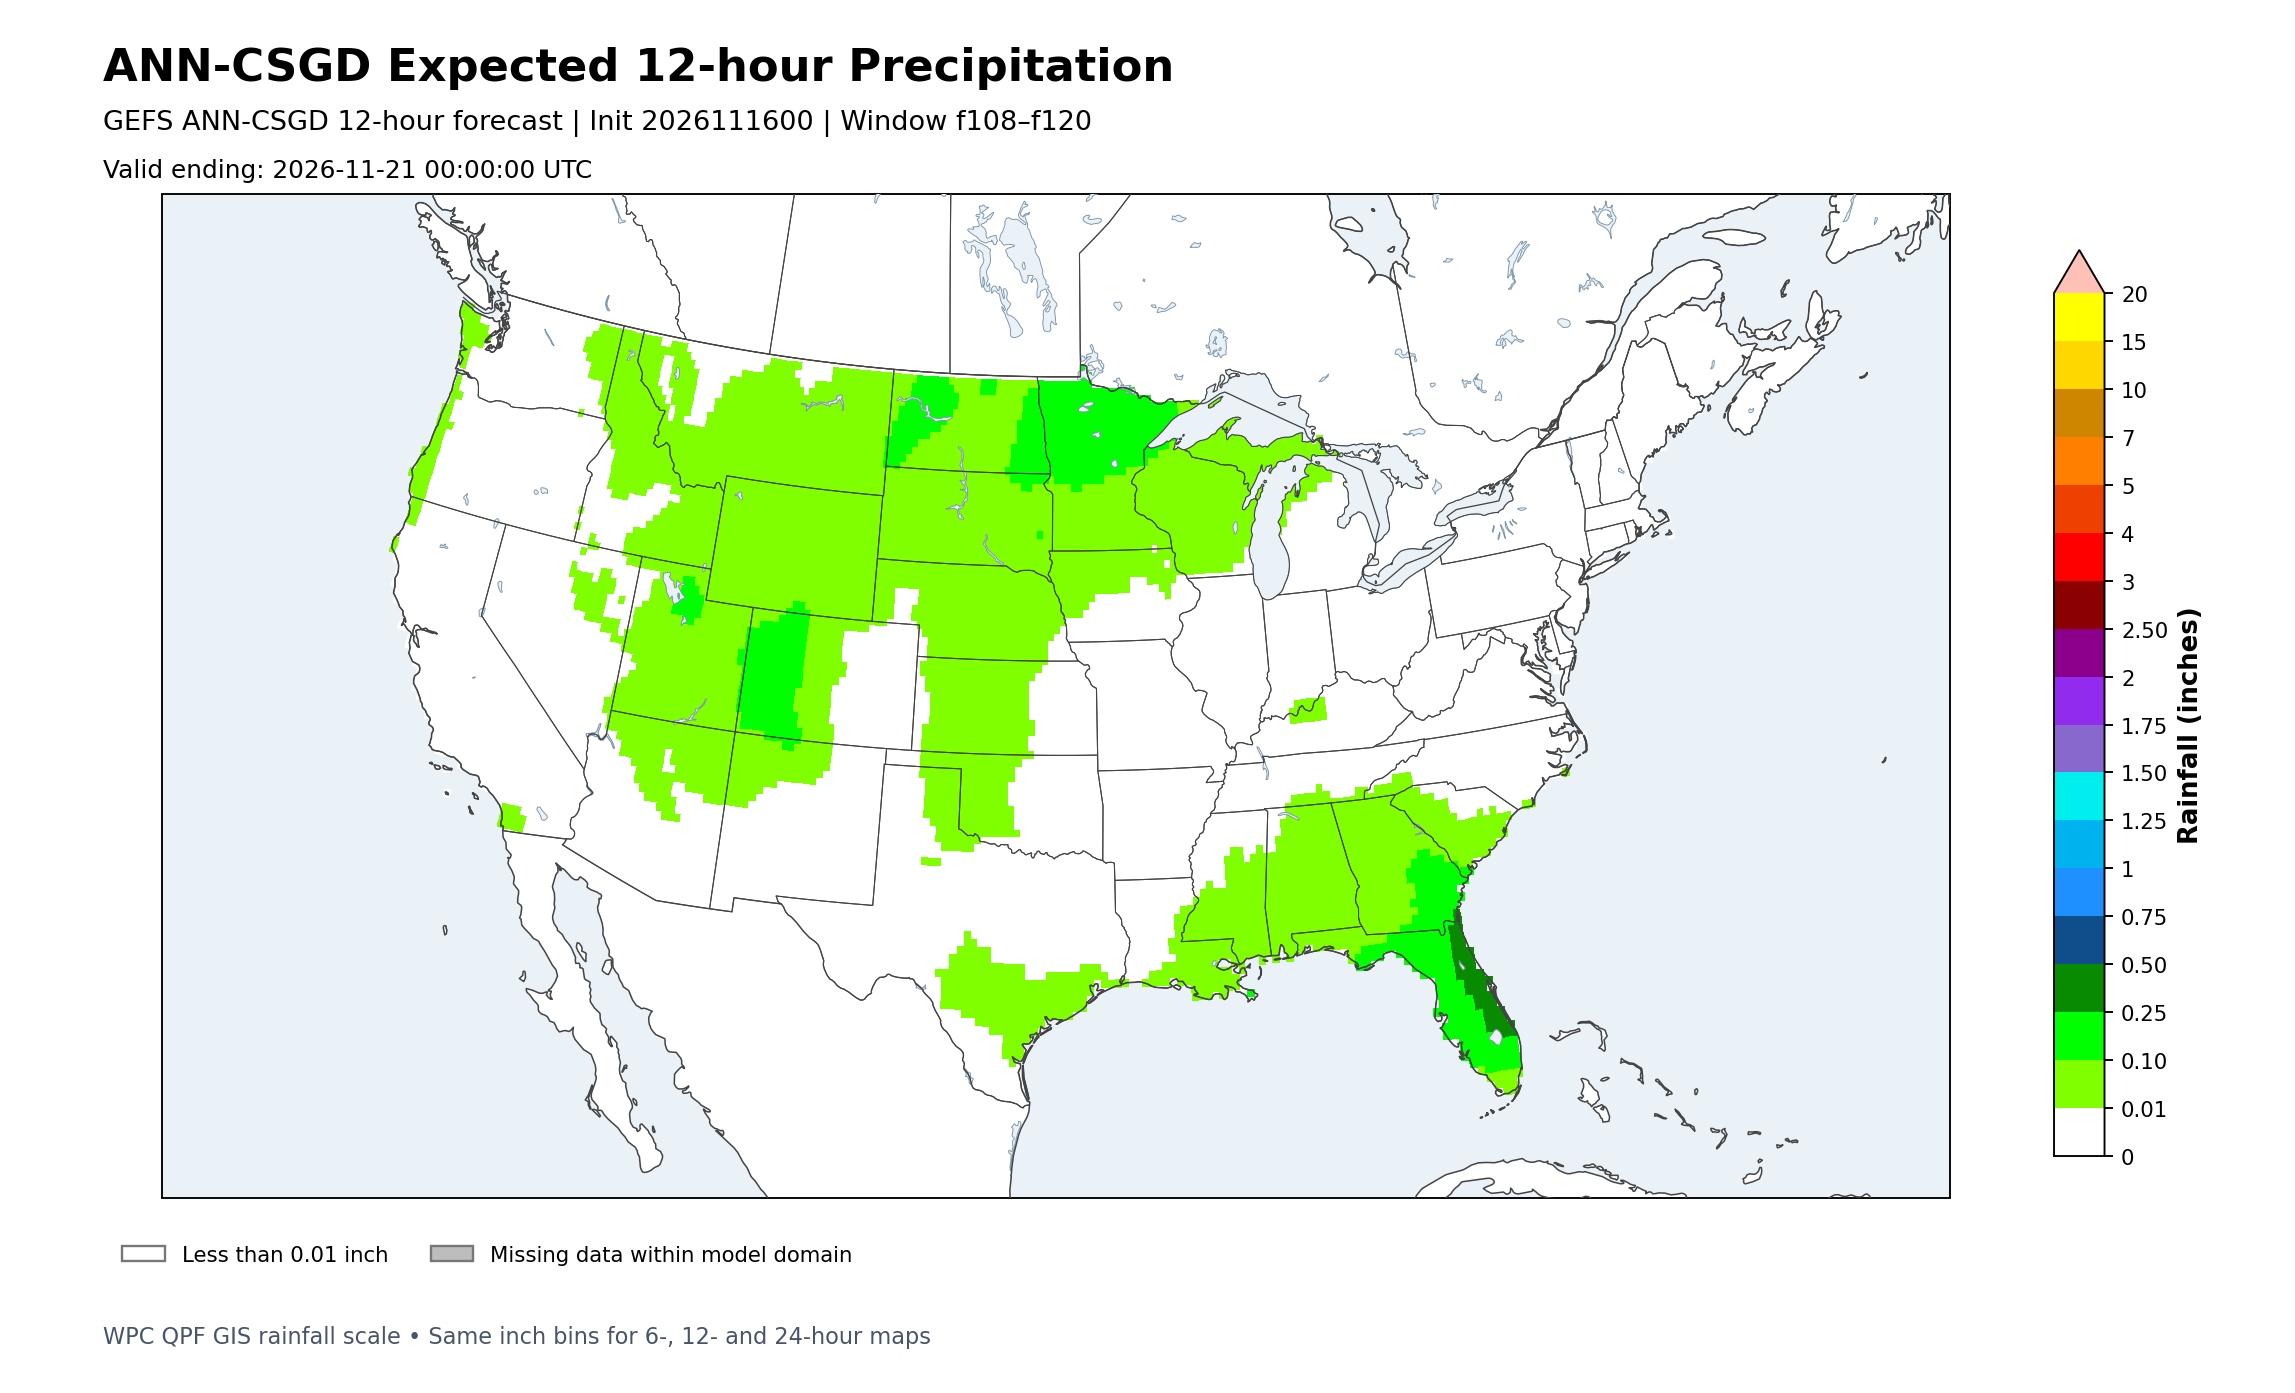 ANN-CSGD Expected 12-hour Precipitation
GEFS ANN-CSGD 12-hour forecast | Init 2026111600 | Window f108–f120
Valid ending: 2026-11-21 00:00:00 UTC
20
15
10
7
5
4
3
2.50
2
1.75
1.50
1.25
1
0.75
0.50
0.25
0.10
0.01
0
Rainfall (inches)
Less than 0.01 inch
Missing data within model domain
WPC QPF GIS rainfall scale • Same inch bins for 6-, 12- and 24-hour maps